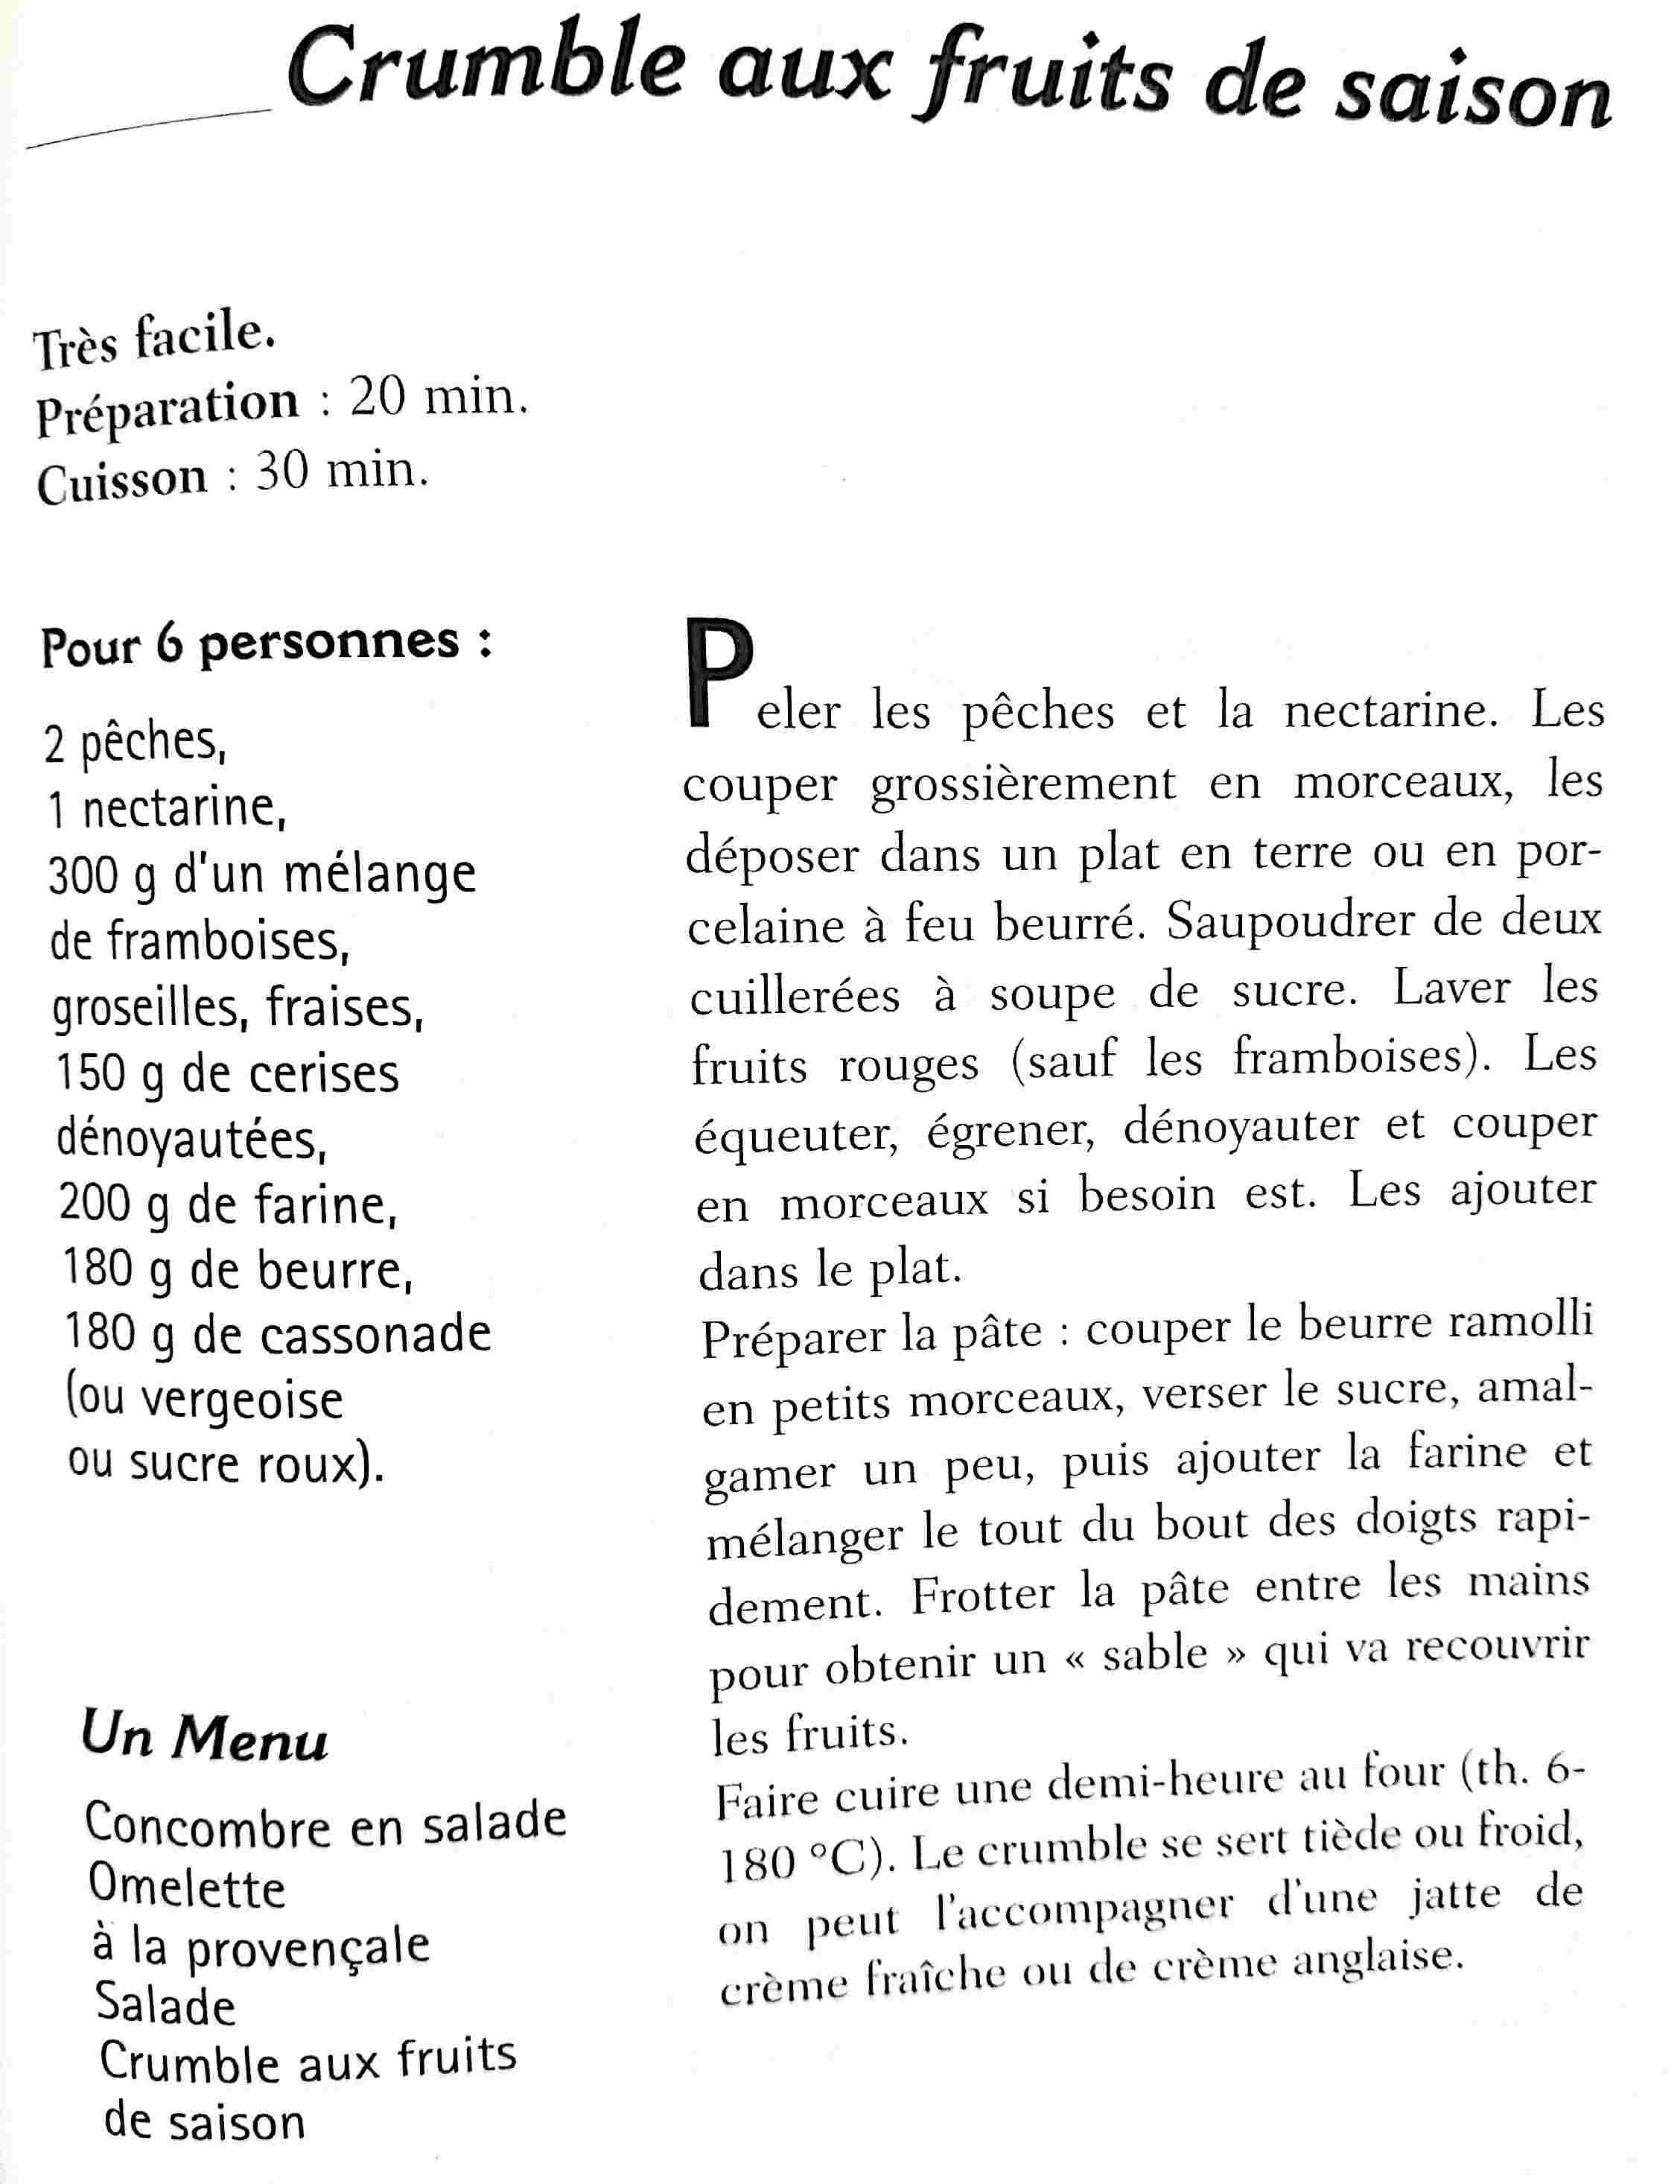 Crumble aux fruits de saison
Très facile.
Préparation : 20 min.
Cuisson : 30 min.
Pour 6 personnes :
2 pêches,
1 nectarine,
300 g d'un mélange
de framboises,
groseilles, fraises,
150 g de cerises
dénoyautées,
200 g de farine,
180 g de beurre,
180 g de cassonade
(ou vergeoise
ou sucre roux).
Un Menu
Concombre en salade
Omelette
à la provençale
Salade
Crumble aux fruits
de saison
Peler les pêches et la nectarine. Les
couper grossièrement en morceaux, les
déposer dans un plat en terre ou en por-
celaine à feu beurré. Saupoudrer de deux
cuillerées à soupe de sucre. Laver les
fruits rouges (sauf les framboises). Les
équeuter, égrener, dénoyauter et couper
en morceaux si besoin est. Les ajouter
dans le plat.
Préparer la pâte : couper le beurre ramolli
en petits morceaux, verser le sucre, amal-
gamer un peu, puis ajouter la farine et
mélanger le tout du bout des doigts rapi-
dement. Frotter la pâte entre les mains
pour obtenir un « sable » qui va recouvrir
les fruits.
Faire cuire une demi-heure au four (th. 6-
180 °C). Le crumble se sert tiède ou froid,
on peut l'accompagner d'une jatte de
crème fraîche ou de crème anglaise.